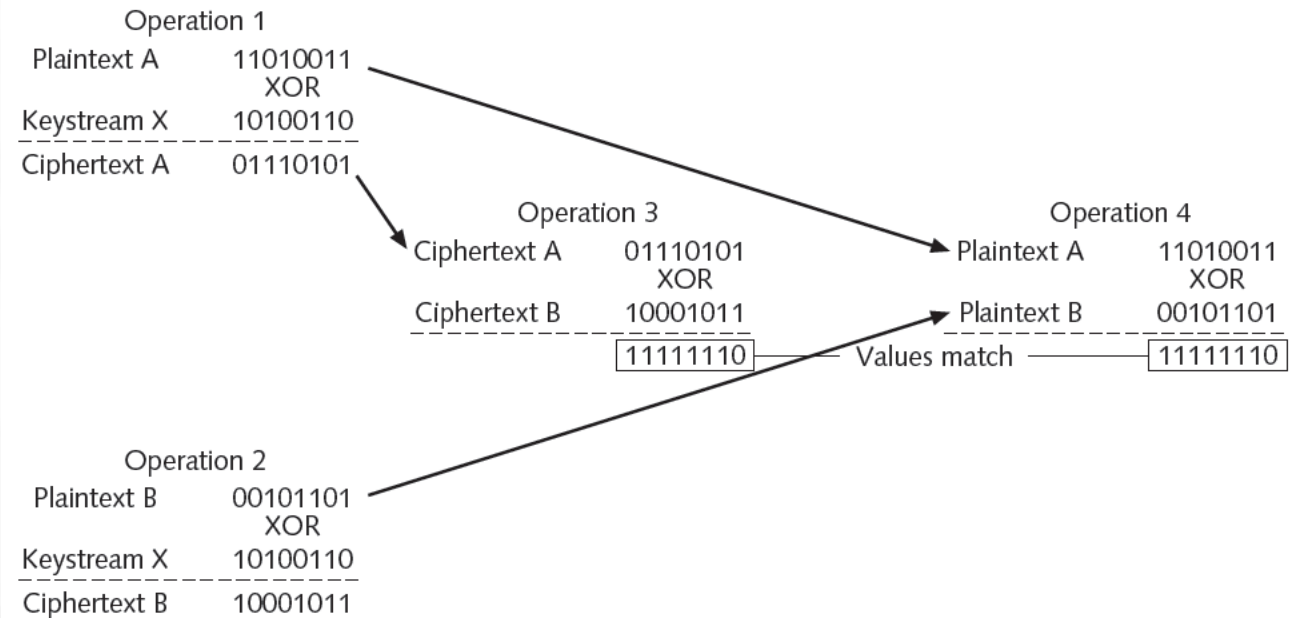 Operation 1
Plaintext A 11010011
XOR
Keystream X 10100110
Ciphertext A 01110101
Operation 3
Ciphertext A 01110101
XOR
Ciphertext B 10001011
11111110
Values match
Operation 4
Plaintext A 11010011
XOR
Plaintext B 00101101
11111110
Operation 2
Plaintext B 00101101
XOR
Keystream X 10100110
Ciphertext B 10001011